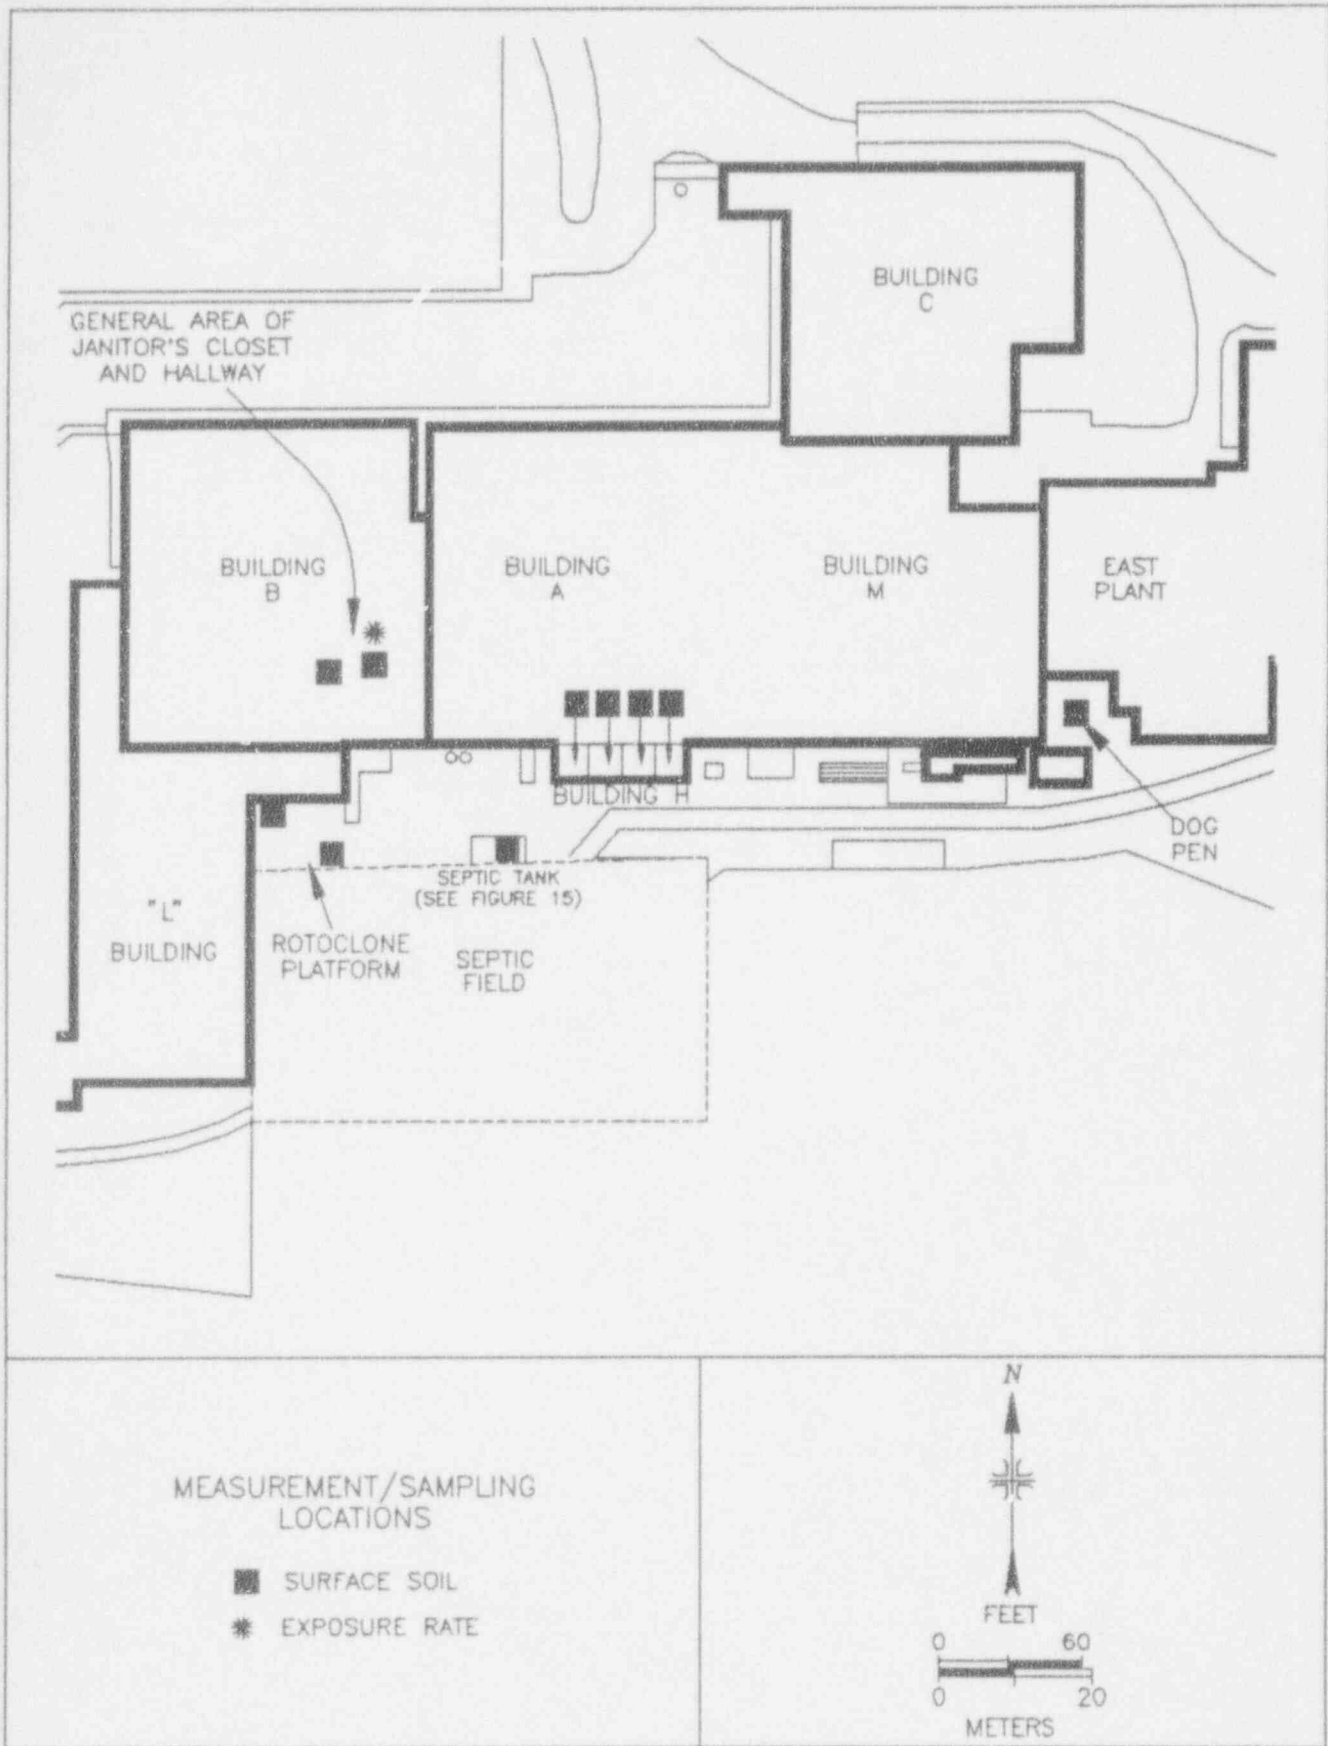 BUILDING
C
GENERAL AREA OF
JANITOR'S CLOSET
AND HALLWAY
BUILDING
B
BUILDING
A
BUILDING
M
EAST
PLANT
BUILDING H
DOG
PEN
SEPTIC TANK
(SEE FIGURE 15)
"L"
BUILDING
ROTOCLONE
PLATFORM
SEPTIC
FIELD
MEASUREMENT/SAMPLING
LOCATIONS
SURFACE SOIL
EXPOSURE RATE
N
FEET
0 60
0 20
METERS